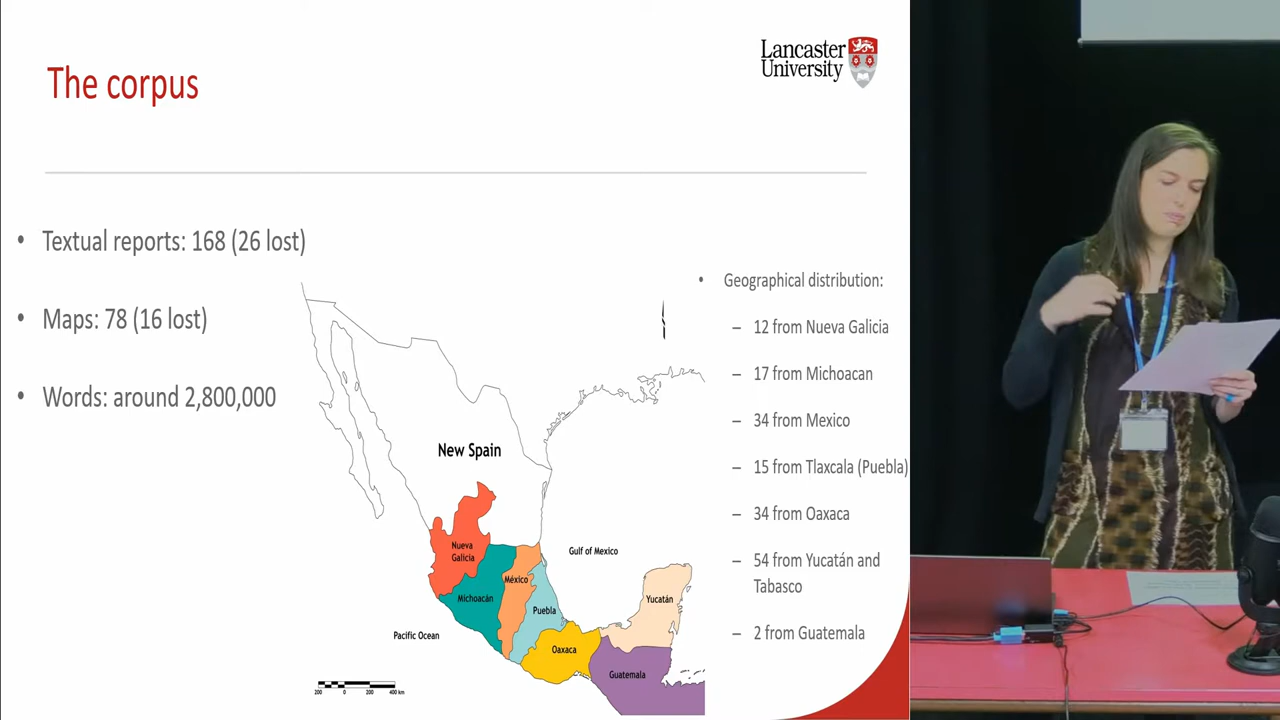 The corpus
Lancaster
University
• Textual reports: 168 (26 lost)
• Maps: 78 (16 lost)
• Words: around 2,800,000
New Spain
Nueva
Galicia
Michoacán
México
Puebla
Oaxaca
Yucatán
Guatemala
Gulf of Mexico
Pacific Ocean
200 0 200 400 km
• Geographical distribution:
– 12 from Nueva Galicia
– 17 from Michoacan
– 34 from Mexico
– 15 from Tlaxcala (Puebla)
– 34 from Oaxaca
– 54 from Yucatán and
Tabasco
– 2 from Guatemala